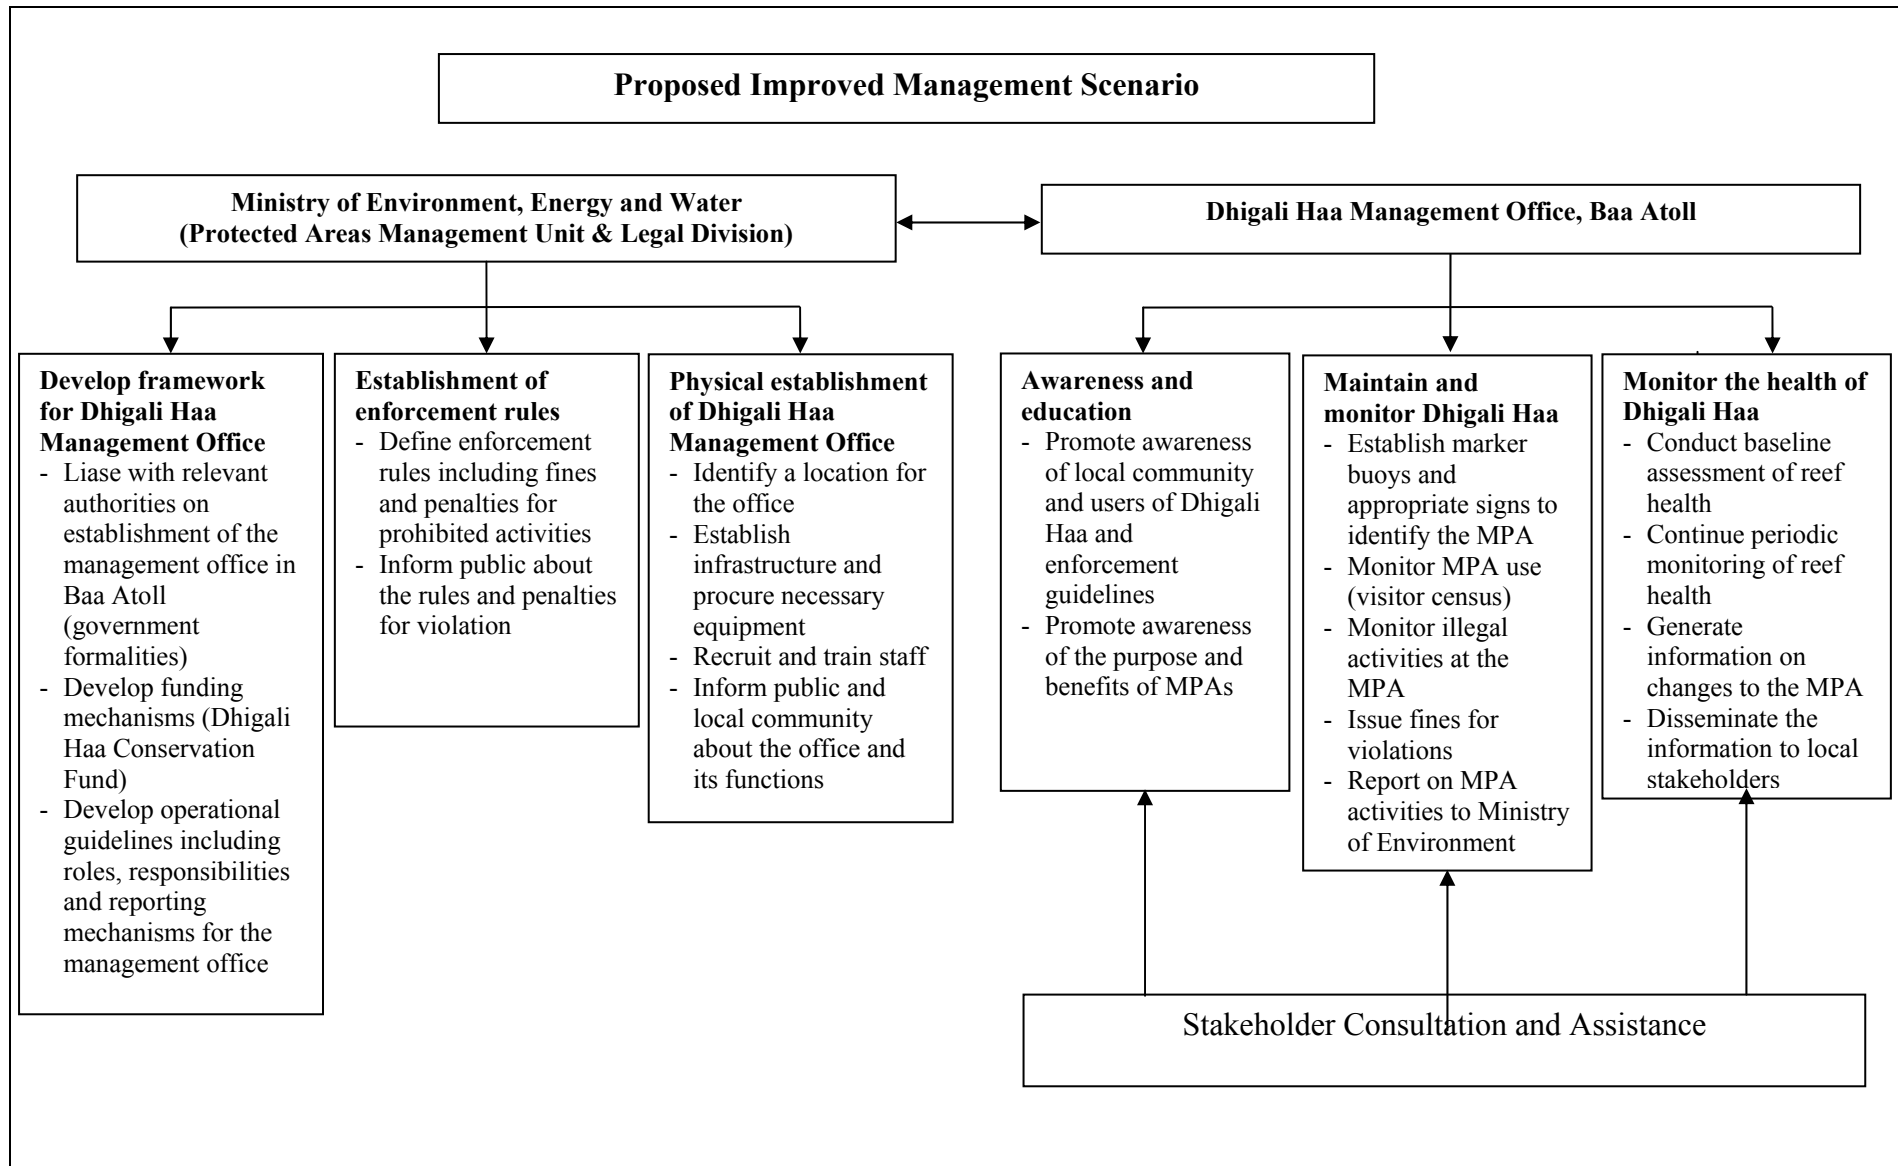 Proposed Improved Management Scenario
Ministry of Environment, Energy and Water
(Protected Areas Management Unit & Legal Division)
Dhigali Haa Management Office, Baa Atoll
Develop framework
for Dhigali Haa
Management Office
- Liase with relevant
authorities on
establishment of the
management office in
Baa Atoll
(government
formalities)
- Develop funding
mechanisms (Dhigali
Haa Conservation
Fund)
- Develop operational
guidelines including
roles, responsibilities
and reporting
mechanisms for the
management office
Establishment of
enforcement rules
- Define enforcement
rules including fines
and penalties for
prohibited activities
- Inform public about
the rules and penalties
for violation
Physical establishment
of Dhigali Haa
Management Office
- Identify a location for
the office
- Establish
infrastructure and
procure necessary
equipment
- Recruit and train staff
- Inform public and
local community
about the office and
its functions
Awareness and
education
- Promote awareness
of local community
and users of Dhigali
Haa and
enforcement
guidelines
- Promote awareness
of the purpose and
benefits of MPAs
Maintain and
monitor Dhigali Haa
- Establish marker
buoys and
appropriate signs to
identify the MPA
- Monitor MPA use
(visitor census)
- Monitor illegal
activities at the
MPA
- Issue fines for
violations
- Report on MPA
activities to Ministry
of Environment
Monitor the health of
Dhigali Haa
- Conduct baseline
assessment of reef
health
- Continue periodic
monitoring of reef
health
- Generate
information on
changes to the MPA
- Disseminate the
information to local
stakeholders
Stakeholder Consultation and Assistance